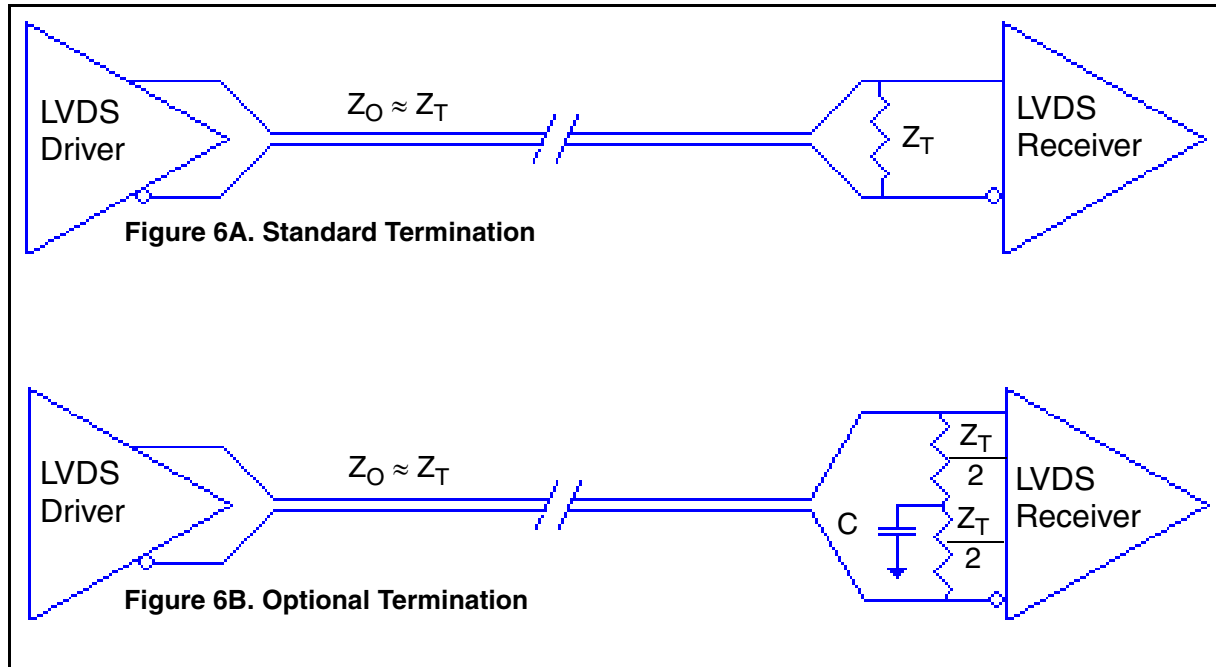 LVDS
Driver
Z_O ≈ Z_T
Z_T
LVDS
Receiver
Figure 6A. Standard Termination
LVDS
Driver
Z_O ≈ Z_T
C
Z_T
2
Z_T
2
LVDS
Receiver
Figure 6B. Optional Termination